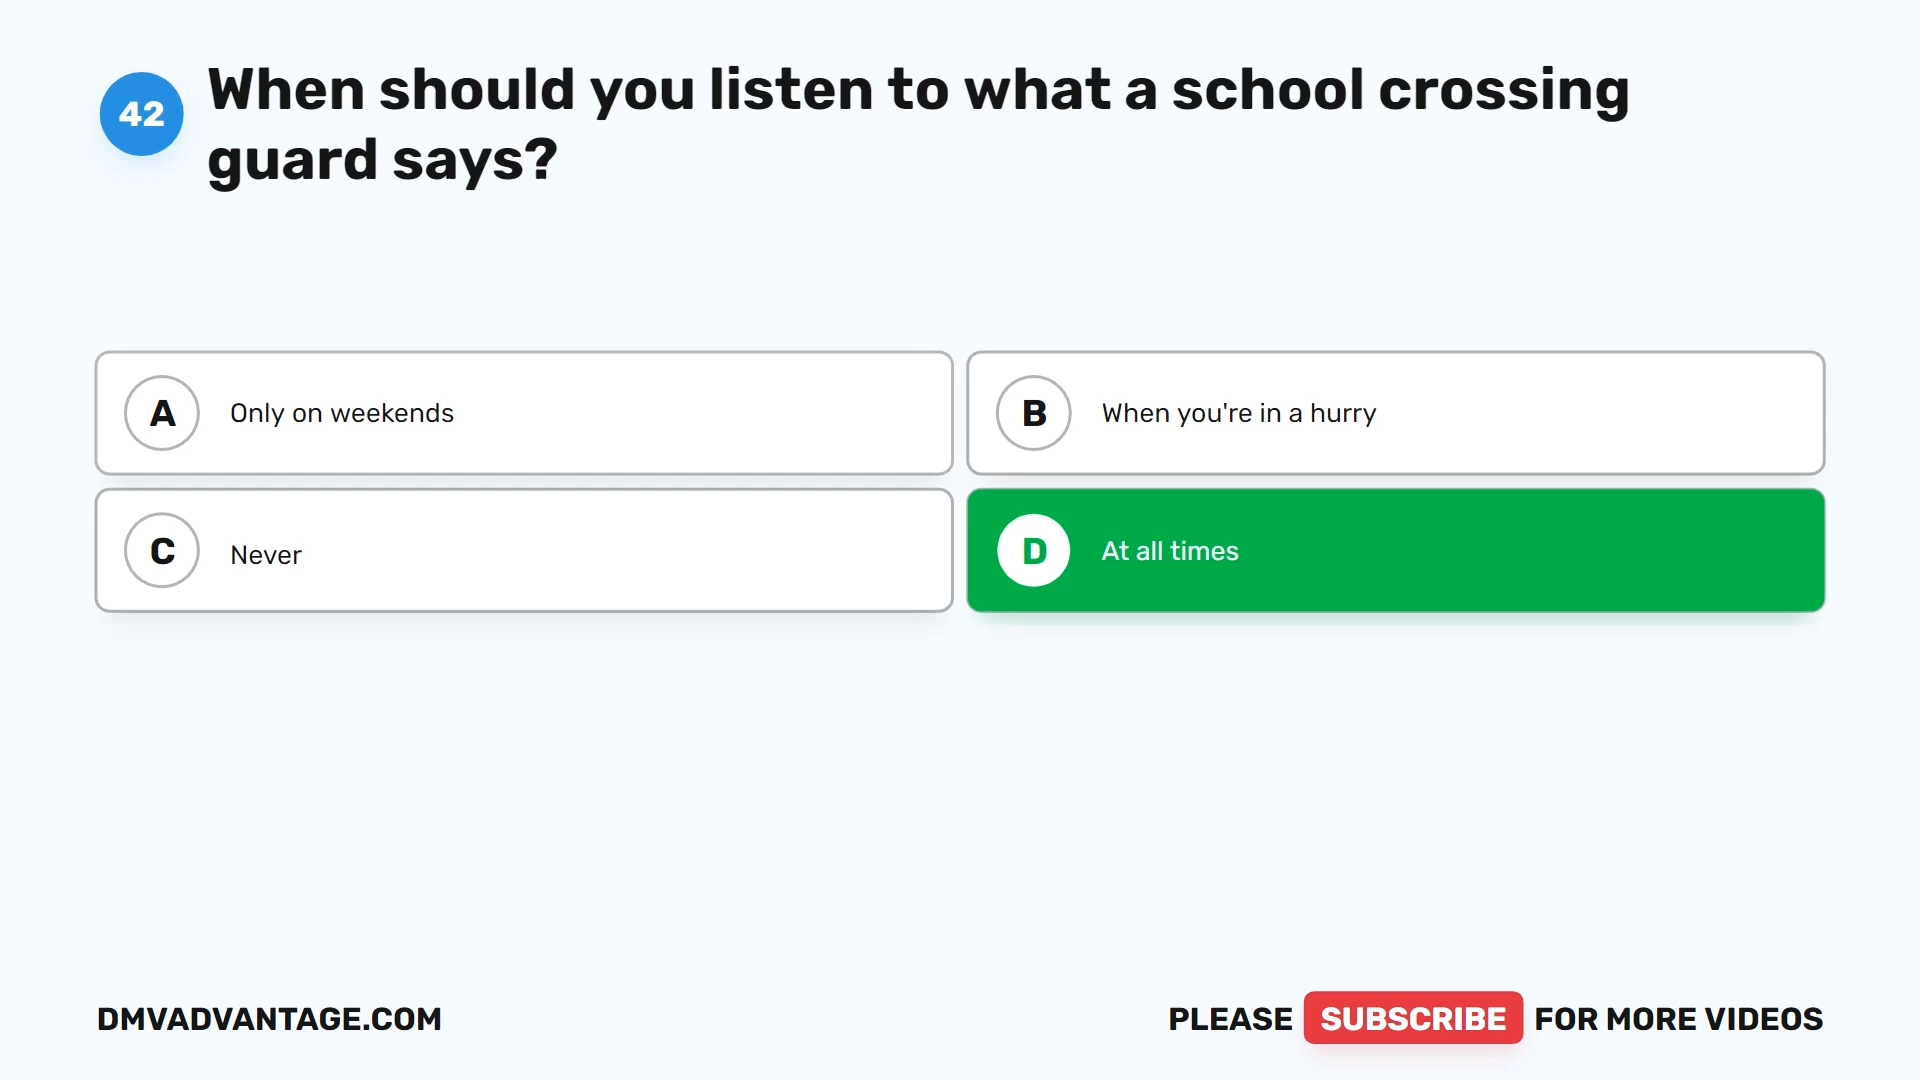 42
When should you listen to what a school crossing
guard says?
A Only on weekends
B When you're in a hurry
C Never
D At all times
DMVADVANTAGE.COM
PLEASE SUBSCRIBE FOR MORE VIDEOS